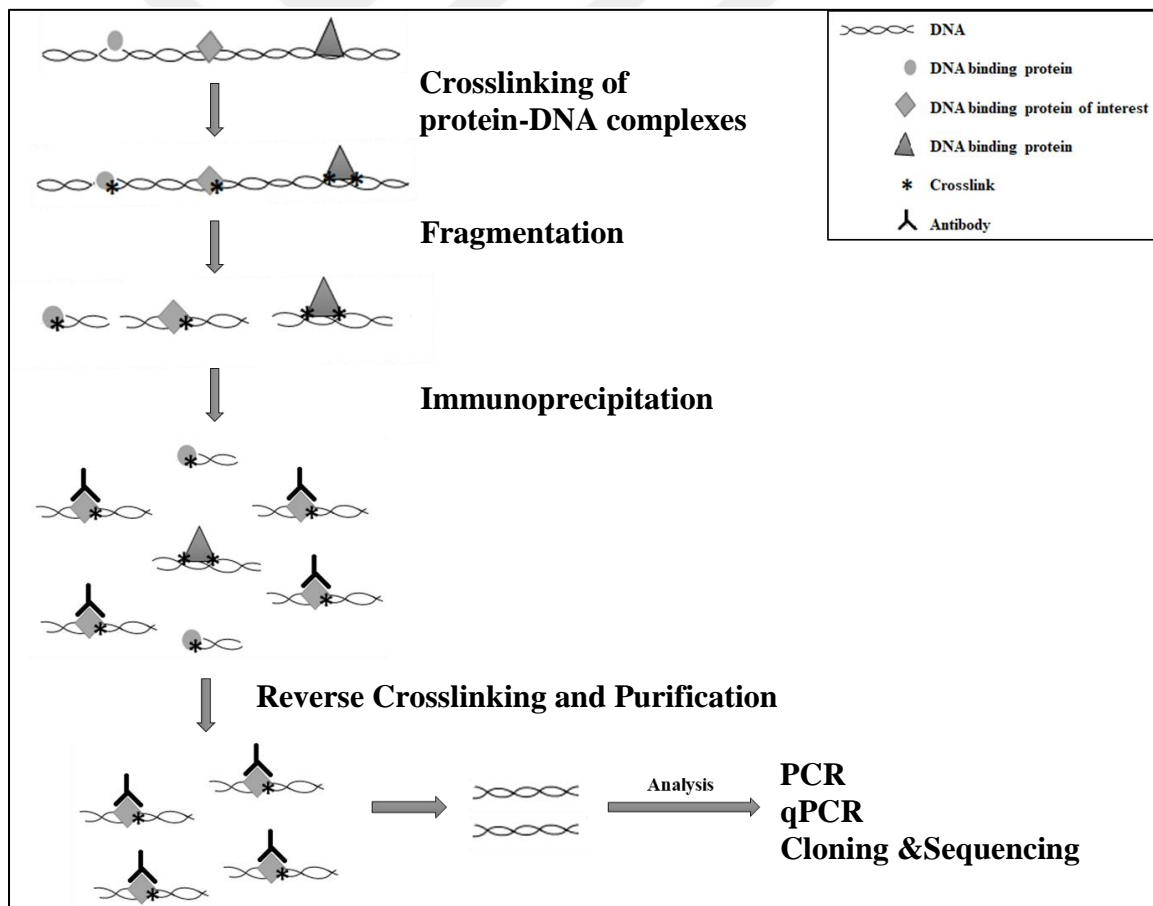 Crosslinking of
protein-DNA complexes
Fragmentation
Immunoprecipitation
Reverse Crosslinking and Purification
Analysis
PCR
qPCR
Cloning &Sequencing
DNA
DNA binding protein
DNA binding protein of interest
DNA binding protein
Crosslink
Antibody